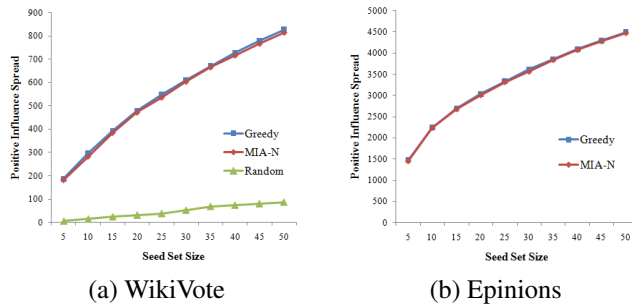 900
800
700
600
500
400
300
200
100
0
Positive Influence Spread
5 10 15 20 25 30 35 40 45 50
Seed Set Size
Greedy
MIA-N
Random
(a) WikiVote
5000
4500
4000
3500
3000
2500
2000
1500
1000
500
0
Positive Influence Spread
5 10 15 20 25 30 35 40 45 50
Seed Set Size
Greedy
MIA-N
(b) Epinions